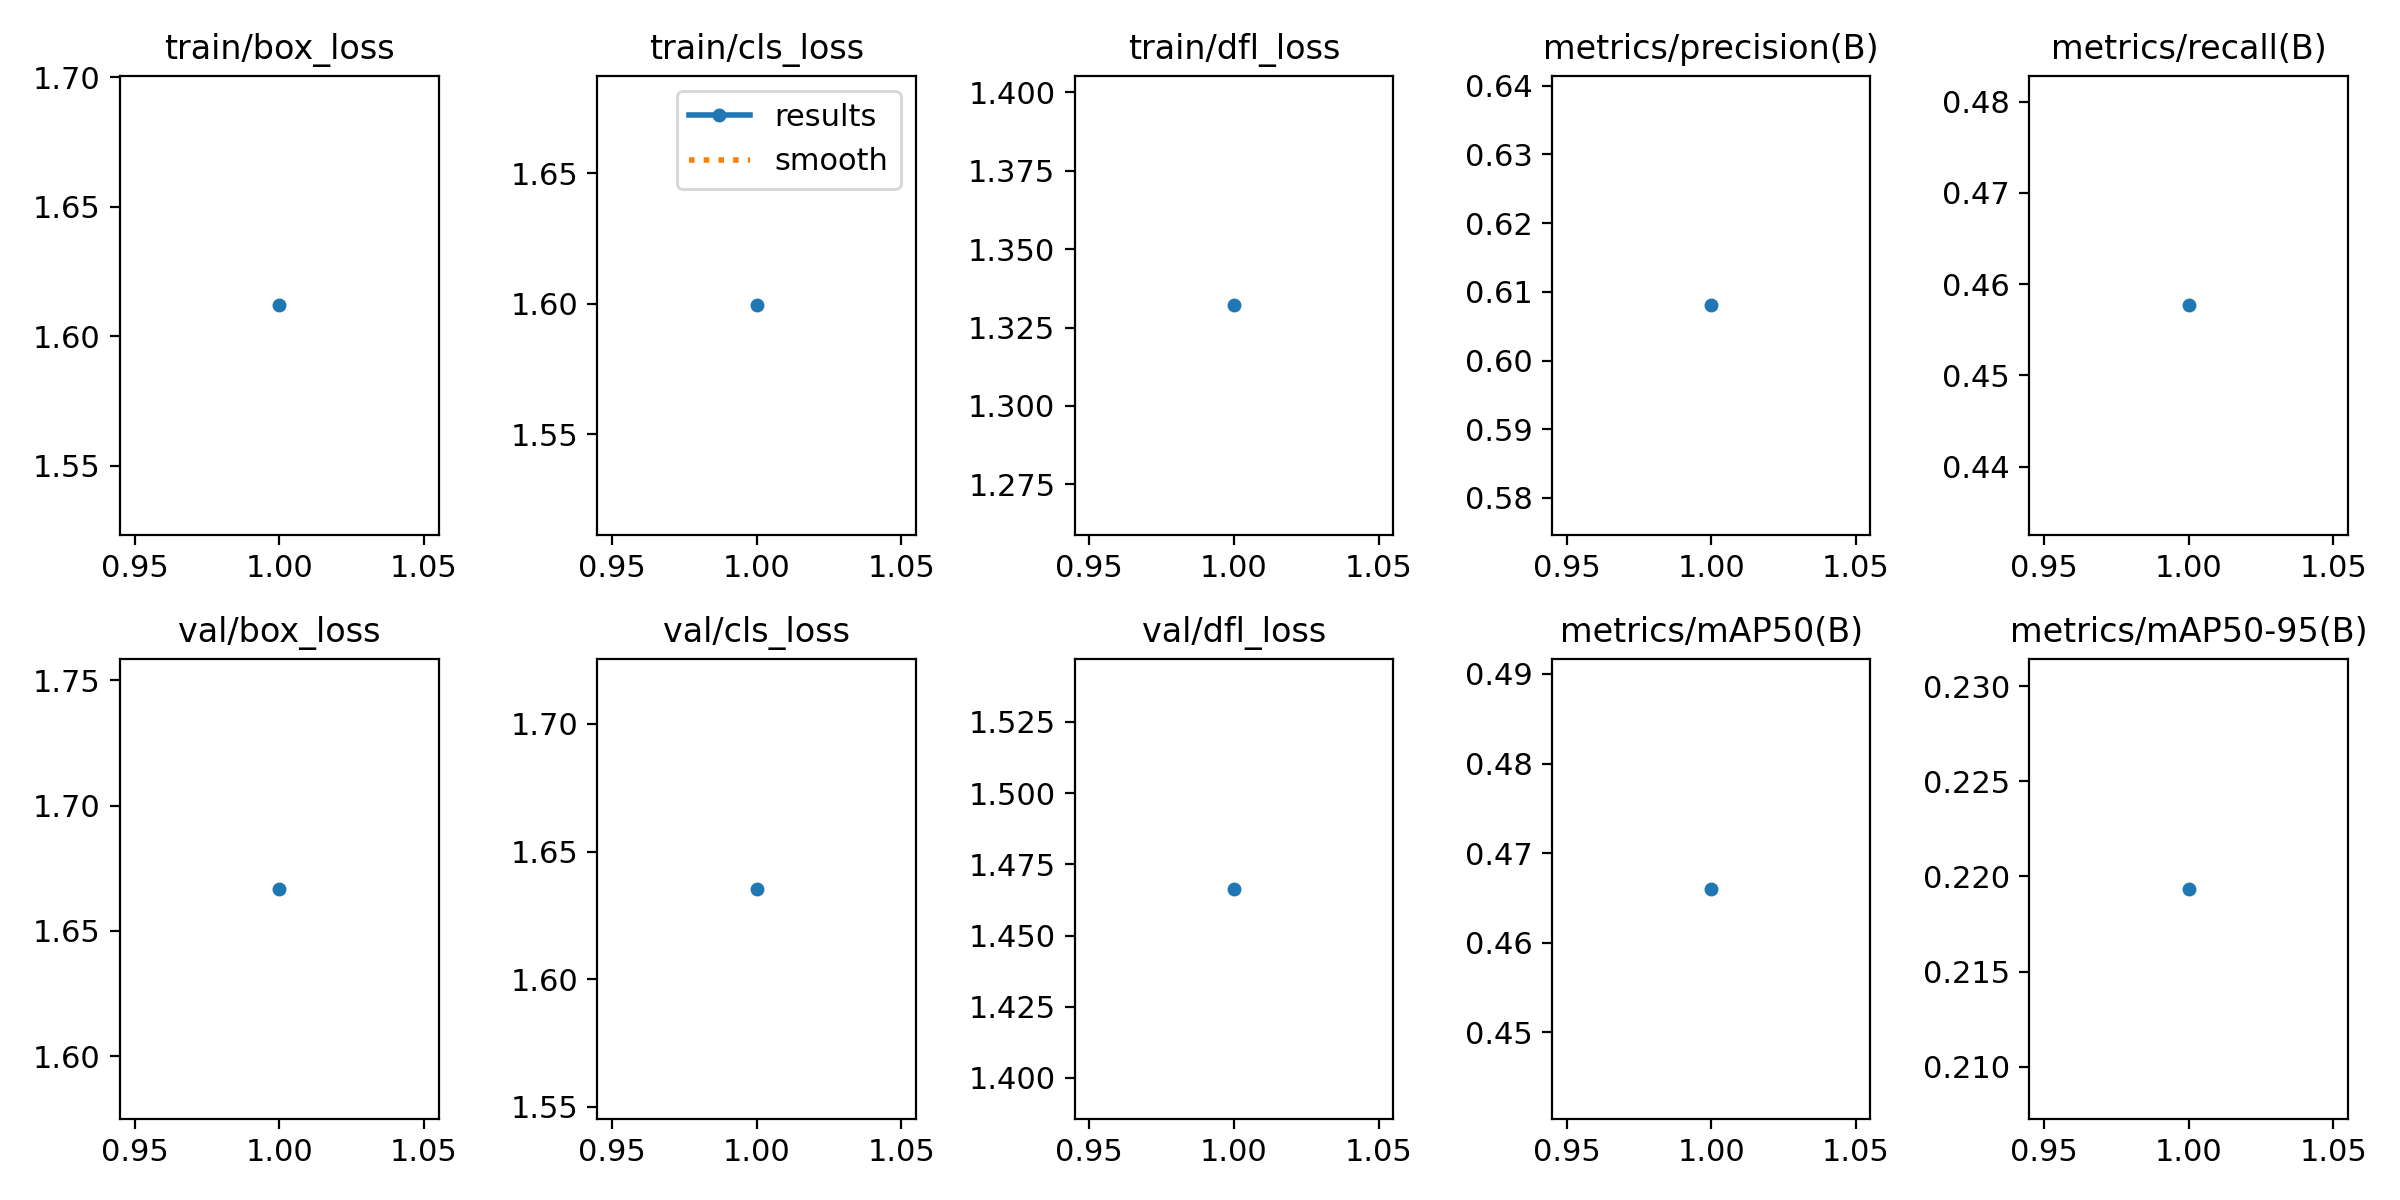 train/box_loss
1.70
1.65
1.60
1.55
0.95 1.00 1.05
train/cls_loss
results
smooth
1.65
1.60
1.55
0.95 1.00 1.05
train/dfl_loss
1.400
1.375
1.350
1.325
1.300
1.275
0.95 1.00 1.05
metrics/precision(B)
0.64
0.63
0.62
0.61
0.60
0.59
0.58
0.95 1.00 1.05
metrics/recall(B)
0.48
0.47
0.46
0.45
0.44
0.95 1.00 1.05
val/box_loss
1.75
1.70
1.65
1.60
0.95 1.00 1.05
val/cls_loss
1.70
1.65
1.60
1.55
0.95 1.00 1.05
val/dfl_loss
1.525
1.500
1.475
1.450
1.425
1.400
0.95 1.00 1.05
metrics/mAP50(B)
0.49
0.48
0.47
0.46
0.45
0.95 1.00 1.05
metrics/mAP50-95(B)
0.230
0.225
0.220
0.215
0.210
0.95 1.00 1.05